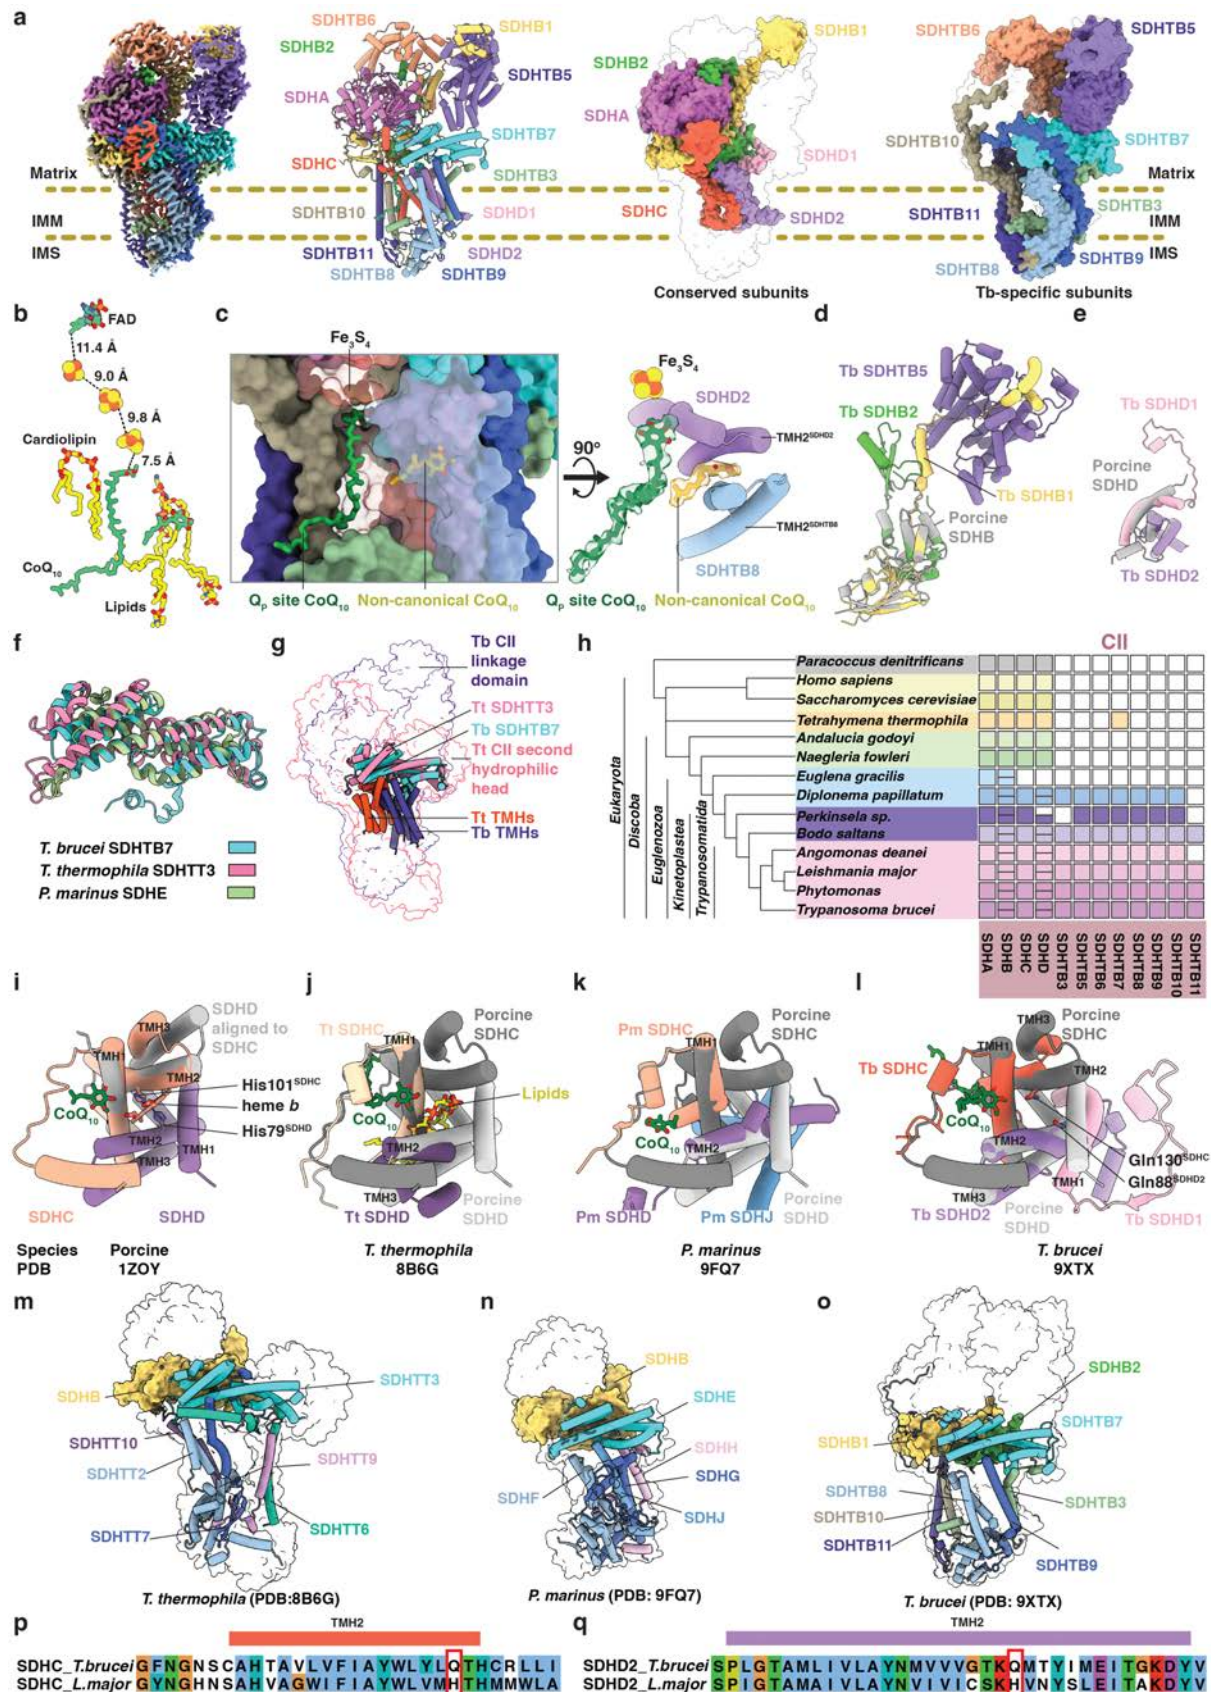 a
SDHTB6
SDHB2
SDHB1
SDHTB5
SDHA
SDHTB7
SDHC
SDHTB3
SDHTB10
SDHD1
SDHTB11
SDHD2
SDHTB8
SDHTB9
Matrix
IMM
IMS
SDHB1
SDHB2
SDHA
SDHD1
SDHC
SDHD2
Conserved subunits
SDHTB6
SDHTB5
SDHTB10
SDHTB7
Matrix
SDHTB3
SDHTB11
IMM
IMS
SDHTB8
SDHTB9
Tb-specific subunits
b
FAD
11.4 Å
9.0 Å
9.8 Å
Cardiolipin
7.5 Å
CoQ10
Lipids
c
Fe3S4
QP site CoQ10
Non-canonical CoQ10
90°
Fe3S4
SDHD2
TMH2SDHD2
TMH2SDHTB8
SDHTB8
QP site CoQ10
Non-canonical CoQ10
d
Tb SDHTB5
Tb SDHB2
Tb SDHB1
Porcine
SDHB
e
Tb SDHD1
Porcine
SDHD
Tb SDHD2
f
T. brucei SDHTB7
T. thermophila SDHTT3
P. marinus SDHE
g
Tb CII
linkage
domain
Tt SDHTT3
Tb SDHTB7
Tt CII second
hydrophilic
head
Tt TMHs
Tb TMHs
h
CII
Paracoccus denitrificans
Homo sapiens
Saccharomyces cerevisiae
Tetrahymena thermophila
Andalucia godoyi
Naegleria fowleri
Euglena gracilis
Diplonema papillatum
Perkinsela sp.
Bodo saltans
Angomonas deanei
Leishmania major
Phytomonas
Trypanosoma brucei
Eukaryota
Discoba
Euglenozoa
Kinetoplastea
Trypanosomatida
SDHA
SDHB
SDHC
SDHD
SDHTB3
SDHTB5
SDHTB6
SDHTB7
SDHTB8
SDHTB9
SDHTB10
SDHTB11
i
SDHD
aligned to
SDHC
TMH3
TMH1
TMH2
His101SDHC
heme b
His79SDHD
CoQ10
TMH2
TMH1
TMH3
SDHC
SDHD
j
Tt SDHC
Porcine
SDHC
TMH1
Lipids
CoQ10
TMH2
TMH3
Tt SDHD
Porcine
SDHD
k
Pm SDHC
Porcine
SDHC
TMH1
CoQ10
TMH2
Pm SDHD
Pm SDHJ
Porcine
SDHD
l
TMH3
Porcine
SDHC
TMH1
Tb SDHC
TMH2
CoQ10
TMH2
Gln130SDHC
TMH1
Gln88SDHD2
TMH3
Tb SDHD2
Porcine
SDHD
Tb SDHD1
Species
Porcine
T. thermophila
P. marinus
T. brucei
PDB
1ZOY
8B6G
9FQ7
9XTX
m
SDHB
SDHTT3
SDHTT10
SDHTT2
SDHTT9
SDHTT7
SDHTT6
T. thermophila (PDB:8B6G)
n
SDHB
SDHE
SDHH
SDHF
SDHG
SDHJ
P. marinus (PDB: 9FQ7)
o
SDHB2
SDHB1
SDHTB7
SDHTB8
SDHTB10
SDHTB3
SDHTB11
SDHTB9
T. brucei (PDB: 9XTX)
p
TMH2
SDHC_T.brucei GFNGNSCAHTAVLVFIAYWLYLQTHCRLLI
SDHC_L.major GYNGHNSAHVAGWIFVAYWLVMHTHMMWLA
q
TMH2
SDHD2_T.brucei SPLGTAMLIVLAYNMVVVGTKQMTYIMEITGKDYV
SDHD2_L.major SPIGTAMIVLAYNVIVICSKHVNYSLEITAKDYV